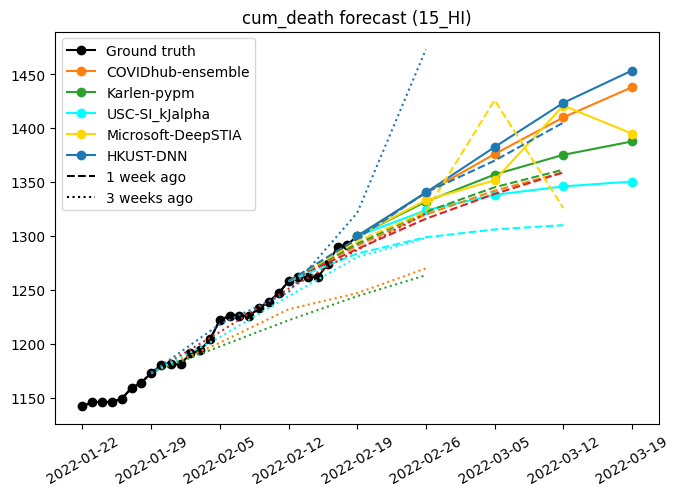 cum_death forecast (15_HI)
Ground truth
COVIDhub-ensemble
Karlen-pypm
USC-SI_kJalpha
Microsoft-DeepSTIA
HKUST-DNN
1 week ago
3 weeks ago
1450
1400
1350
1300
1250
1200
1150
2022-01-22
2022-01-29
2022-02-05
2022-02-12
2022-02-19
2022-02-26
2022-03-05
2022-03-12
2022-03-19